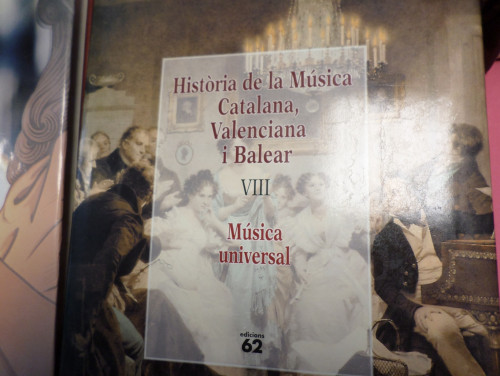 Història de la Música
Catalana,
Valenciana
i Balear
VIII
Música
universal
edicions
62